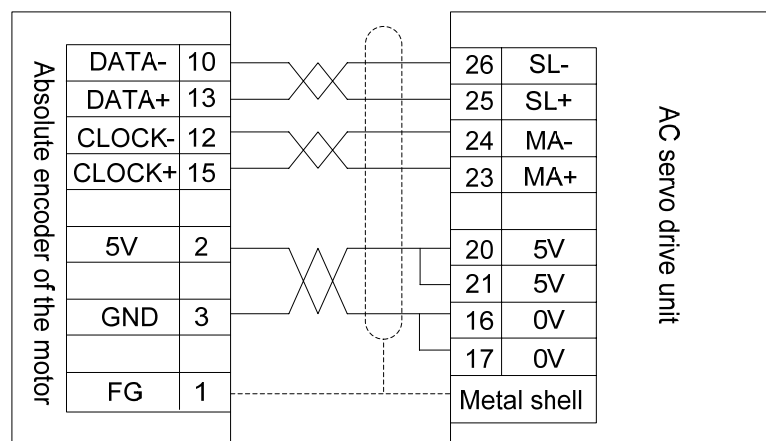 Absolute encoder of the motor
DATA- 10
DATA+ 13
CLOCK- 12
CLOCK+ 15
5V 2
GND 3
FG 1
26 SL-
25 SL+
24 MA-
23 MA+
20 5V
21 5V
16 0V
17 0V
Metal shell
AC servo drive unit